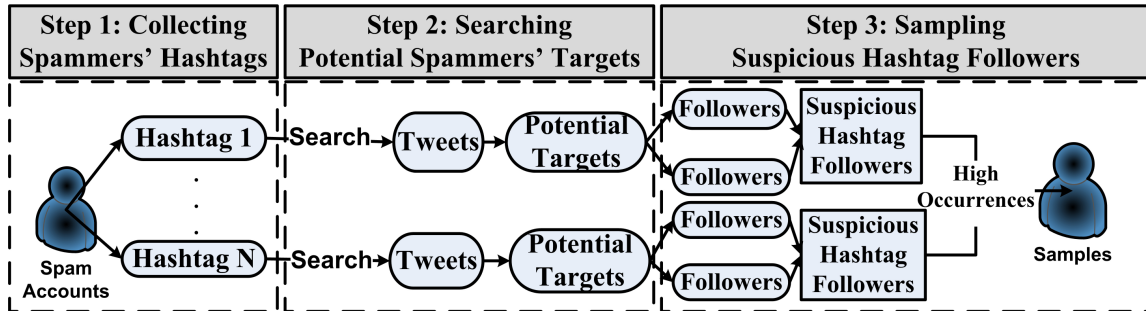 Step 1: Collecting
Spammers' Hashtags
Step 2: Searching
Potential Spammers' Targets
Step 3: Sampling
Suspicious Hashtag Followers
Hashtag 1
Search
Tweets
Potential
Targets
Followers
Followers
Suspicious
Hashtag
Followers
Spam
Accounts
Hashtag N
Search
Tweets
Potential
Targets
Followers
Followers
Suspicious
Hashtag
Followers
High
Occurrences
Samples